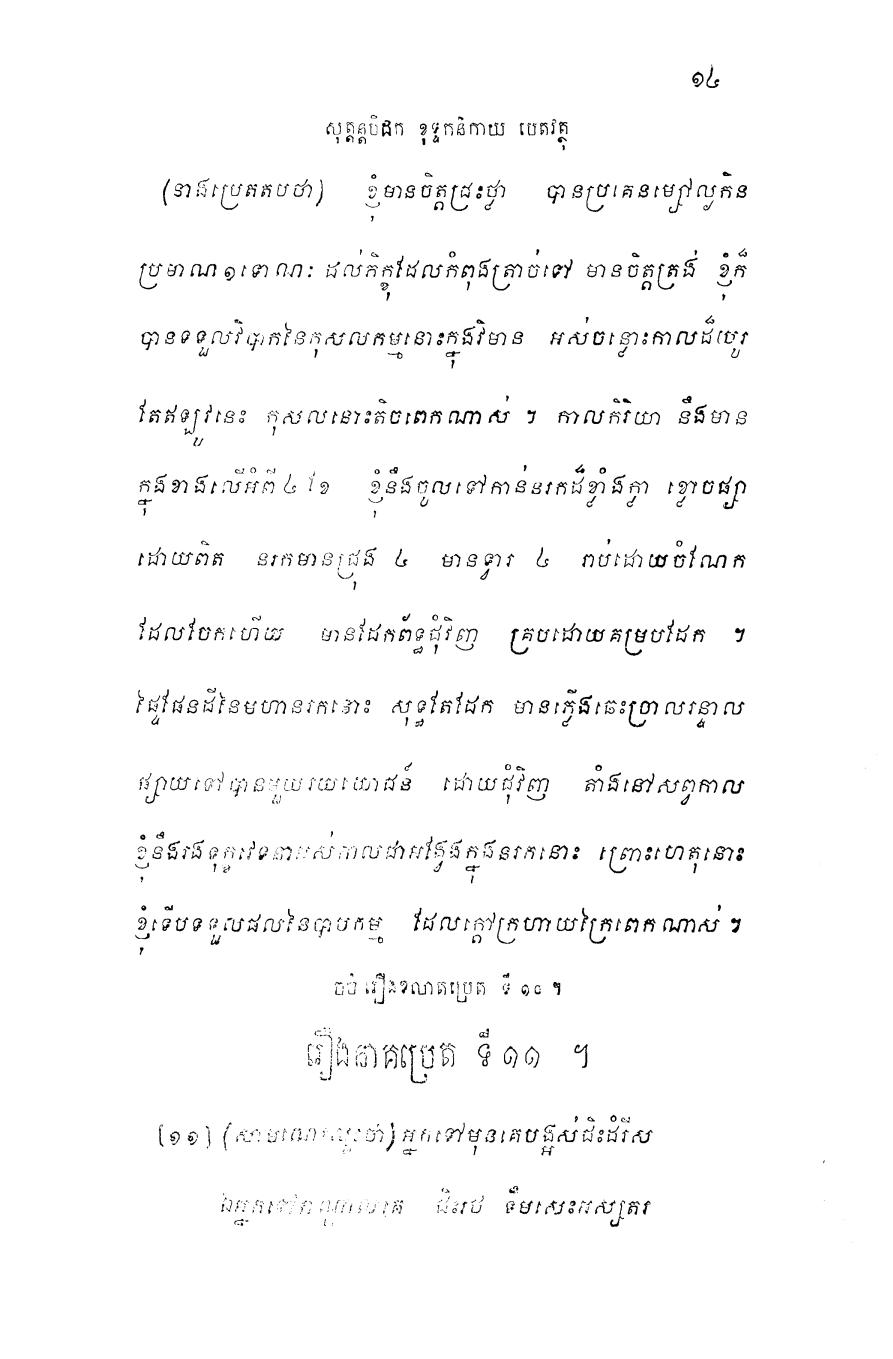 ១៤
សុត្តន្តបិដក ខុទ្ទកនិកាយ បេតវត្ថុ
(នាងប្រេតតបថា) ខ្ញុំមានចិត្តជ្រះថ្លា បានប្រគេនម្សៅលូកិន
ប្រមាណ១ទោណៈ ដល់ភិក្ខុដែលកំពុងត្រាច់ទៅ មានចិត្តត្រង់ ខ្ញុំក៏
បានទទួលវិបាកនៃកុសលកម្មនោះក្នុងវិមាន អស់ចន្លោះកាលដ៏យូរ
តែឥឡូវនេះ កុសលនោះតិចពេកណាស់ ។ កាលកិរិយា នឹងមាន
ក្នុងខាងលើអំពី ៤ ខែ ខ្ញុំនឹងចូលទៅកាន់នរកដ៏ខ្លាំងក្លា ខ្លោចផ្សា
ដោយពិត នរកមានជ្រុង ៤ មានទ្វារ ៤ រាប់ដោយចំណែក
ដែលចែកហើយ មានដែកព័ទ្ធជុំវិញ គ្របដោយគម្របដែក ។
ផ្ទៃផែនដីនៃមហានរកនោះ សុទ្ធតែដែក មានភ្លើងឆេះច្រាលរន្ទាល
ផ្សាយទៅបានមួយរយយោជន៍ ដោយជុំវិញ តាំងនៅសព្វកាល
ខ្ញុំនឹងរងទុក្ខវេទនាអស់កាលជាអង្វែងក្នុងនរកនោះ ព្រោះហេតុនោះ
ខ្ញុំទើបទទួលផលនៃបាបកម្ម ដែលក្តៅក្រហាយក្រៃពេកណាស់ ។
ចប់ រឿងខលាតប្រេត ទី ១០ ។
រឿងនាគប្រេត ទី ១១ ។
[១១] (សាមណេរសួរថា) អ្នកទៅមុនគេបង្អស់ជិះដំរីស
ឯអ្នកទៅកណ្តាលគេ ជិះរថ ទឹមសេះអស្សតរ